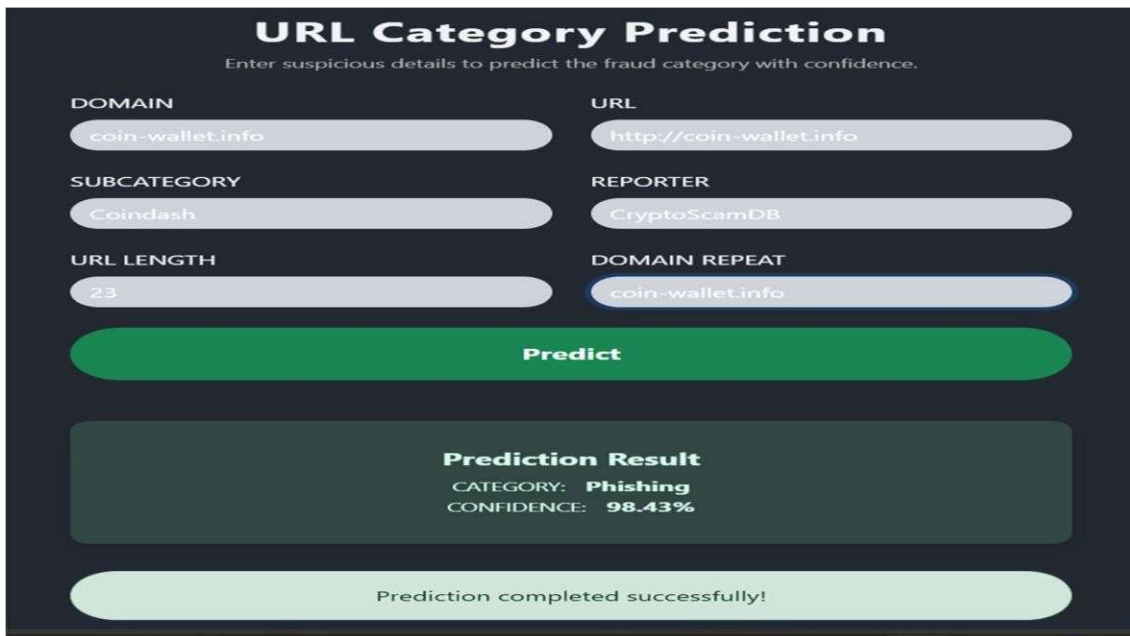 URL Category Prediction
Enter suspicious details to predict the fraud category with confidence.
DOMAIN
URL
coin-wallet.info
http://coin-wallet.info
SUBCATEGORY
REPORTER
Coindash
CryptoScamDB
URL LENGTH
DOMAIN REPEAT
23
coin-wallet.info
Predict
Prediction Result
CATEGORY: Phishing
CONFIDENCE: 98.43%
Prediction completed successfully!